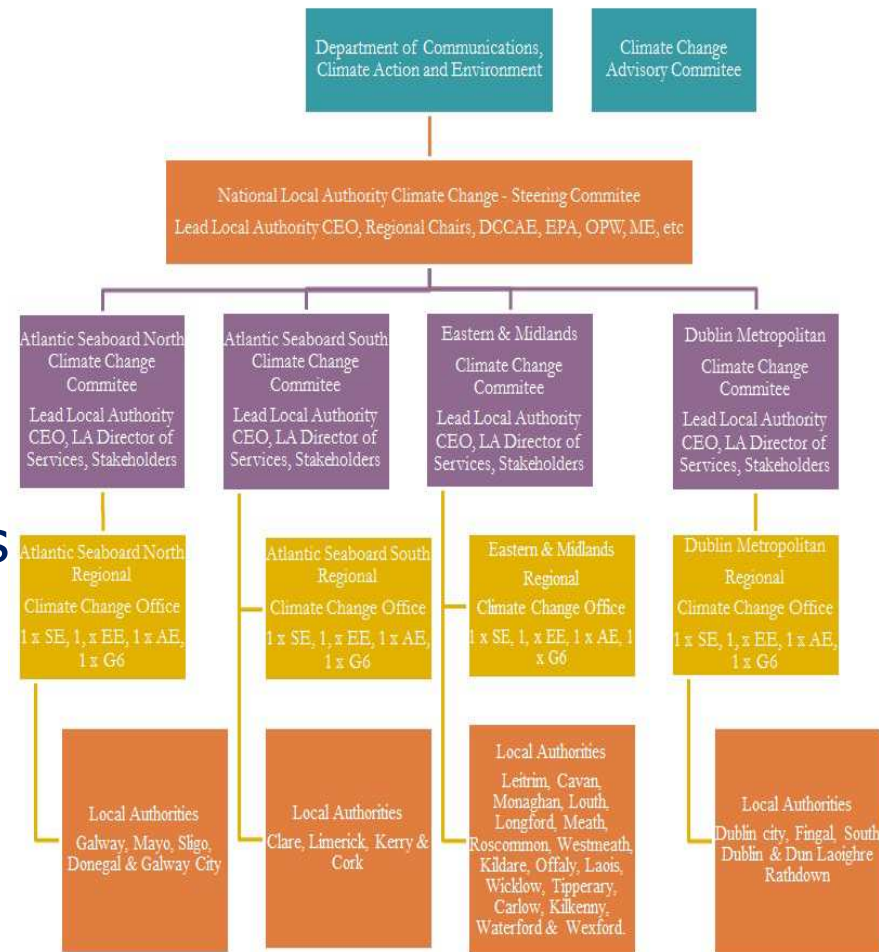 Department of Communications,
Climate Action and Environment
Climate Change
Advisory Commitee
National Local Authority Climate Change - Steering Commitee
Lead Local Authority CEO, Regional Chairs, DCCAE, EPA, OPW, ME, etc
Atlantic Seaboard North
Climate Change
Commitee
Lead Local Authority
CEO, LA Director of
Services, Stakeholders
Atlantic Seaboard South
Climate Change
Commitee
Lead Local Authority
CEO, LA Director of
Services, Stakeholders
Eastern & Midlands
Climate Change
Commitee
Lead Local Authority
CEO, LA Director of
Services, Stakeholders
Dublin Metropolitan
Climate Change
Commitee
Lead Local Authority
CEO, LA Director of
Services, Stakeholders
s
Atlantic Seaboard North
Regional
Climate Change Office
1 x SE, 1, x EE, 1 x AE,
1 x G6
Atlantic Seaboard South
Regional
Climate Change Office
1 x SE, 1, x EE, 1 x AE,
1 x G6
Eastern & Midlands
Regional
Climate Change Office
1 x SE, 1, x EE, 1 x AE, 1
x G6
Dublin Metropolitan
Regional
Climate Change Office
1 x SE, 1, x EE, 1 x AE,
1 x G6
Local Authorities
Galway, Mayo, Sligo,
Donegal & Galway City
Local Authorities
Clare, Limerick, Kerry &
Cork
Local Authorities
Leitrim, Cavan,
Monaghan, Louth,
Longford, Meath,
Roscommon, Westmeath,
Kildare, Offaly, Laois,
Wicklow, Tipperary,
Carlow, Kilkenny,
Waterford & Wexford.
Local Authorities
Dublin city, Fingal, South
Dublin & Dun Laoighre
Rathdown